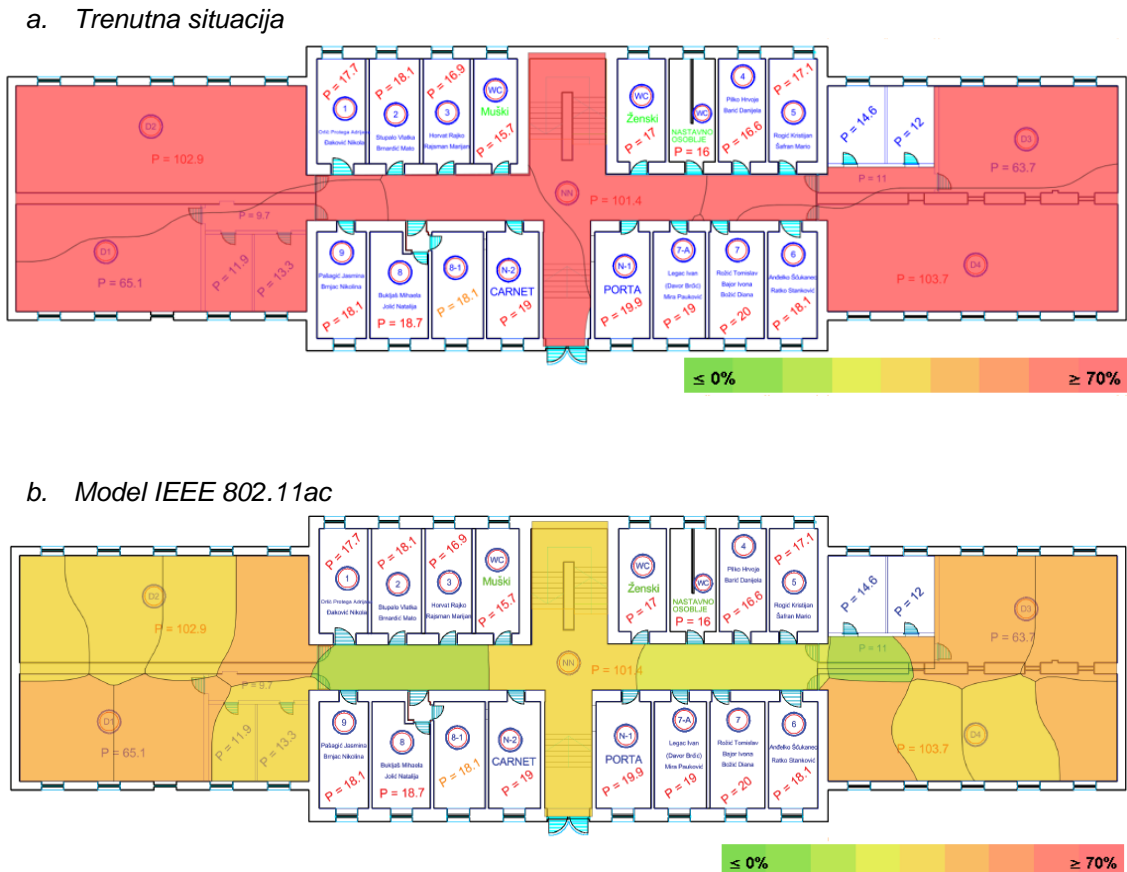 a. Trenutna situacija
P = 17.7
1
Đaković Nikola
P = 18.1
2
Stupalo Vlatka
Brnardić Mato
P = 16.9
3
Horvat Rajko
Rapsman Marijan
WC
Muški
P = 15.7
WC
Ženski
P = 17
WC
NASTAVNO
OSOBLJE
P = 16
4
Pilko Hrvoje
Barić Danijela
P = 16.6
P = 17.1
5
Rogić Kristijan
Šafran Mario
P = 14.6
P = 12
D2
P = 102.9
D3
P = 63.7
P = 11
NN
P = 101.4
P = 9.7
D1
P = 65.1
P = 11.9
P = 13.3
9
Pašagić Jasmina
Brnjac Nikolina
P = 18.1
8
Bukljaš Mihaela
Jolić Natalija
P = 18.7
8-1
P = 18.1
N-2
CARNET
P = 19
N-1
PORTA
P = 19.9
7-A
Legac Ivan
(Davor Brčić)
Mira Pauković
P = 19
7
Rožić Tomislav
Bajor Ivona
Božić Diana
P = 20
6
Anđelko Ščukanec
Ratko Stanković
P = 18.1
D4
P = 103.7
≤ 0%
≥ 70%
b. Model IEEE 802.11ac
P = 17.7
1
Đaković Nikola
P = 18.1
2
Stupalo Vlatka
Brnardić Mato
P = 16.9
3
Horvat Rajko
Rapsman Marijan
WC
Muški
P = 15.7
WC
Ženski
P = 17
WC
NASTAVNO
OSOBLJE
P = 16
4
Pilko Hrvoje
Barić Danijela
P = 16.6
P = 17.1
5
Rogić Kristijan
Šafran Mario
P = 14.6
P = 12
D2
P = 102.9
D3
P = 63.7
P = 11
NN
P = 101.4
P = 9.7
D1
P = 65.1
P = 11.9
P = 13.3
9
Pašagić Jasmina
Brnjac Nikolina
P = 18.1
8
Bukljaš Mihaela
Jolić Natalija
P = 18.7
8-1
P = 18.1
N-2
CARNET
P = 19
N-1
PORTA
P = 19.9
7-A
Legac Ivan
(Davor Brčić)
Mira Pauković
P = 19
7
Rožić Tomislav
Bajor Ivona
Božić Diana
P = 20
6
Anđelko Ščukanec
Ratko Stanković
P = 18.1
D4
P = 103.7
≤ 0%
≥ 70%